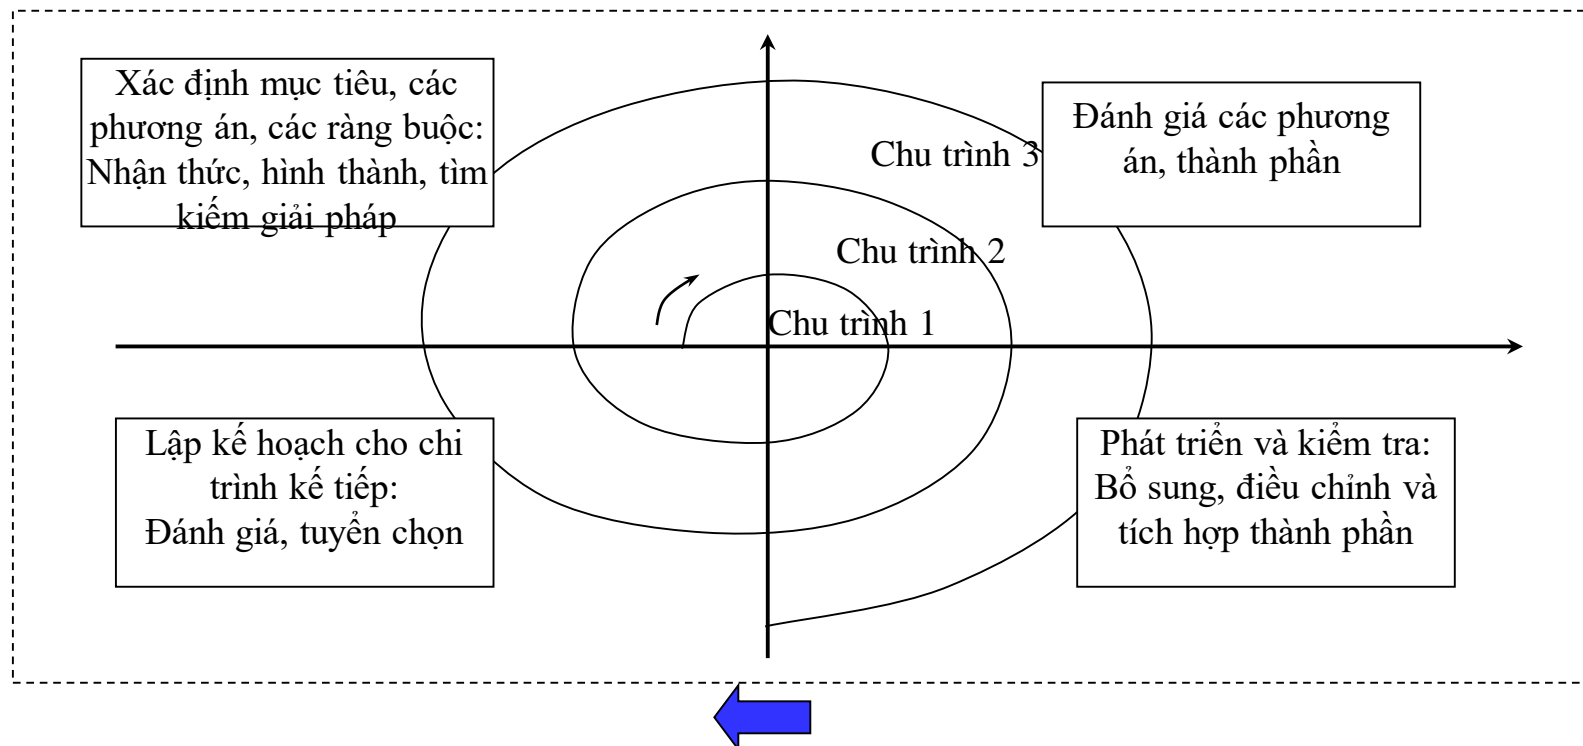 Xác định mục tiêu, các
phương án, các ràng buộc:
Nhận thức, hình thành, tìm
kiếm giải pháp
Đánh giá các phương
án, thành phần
Chu trình 3
Chu trình 2
Chu trình 1
Lập kế hoạch cho chi
trình kế tiếp:
Đánh giá, tuyển chọn
Phát triển và kiểm tra:
Bổ sung, điều chỉnh và
tích hợp thành phần